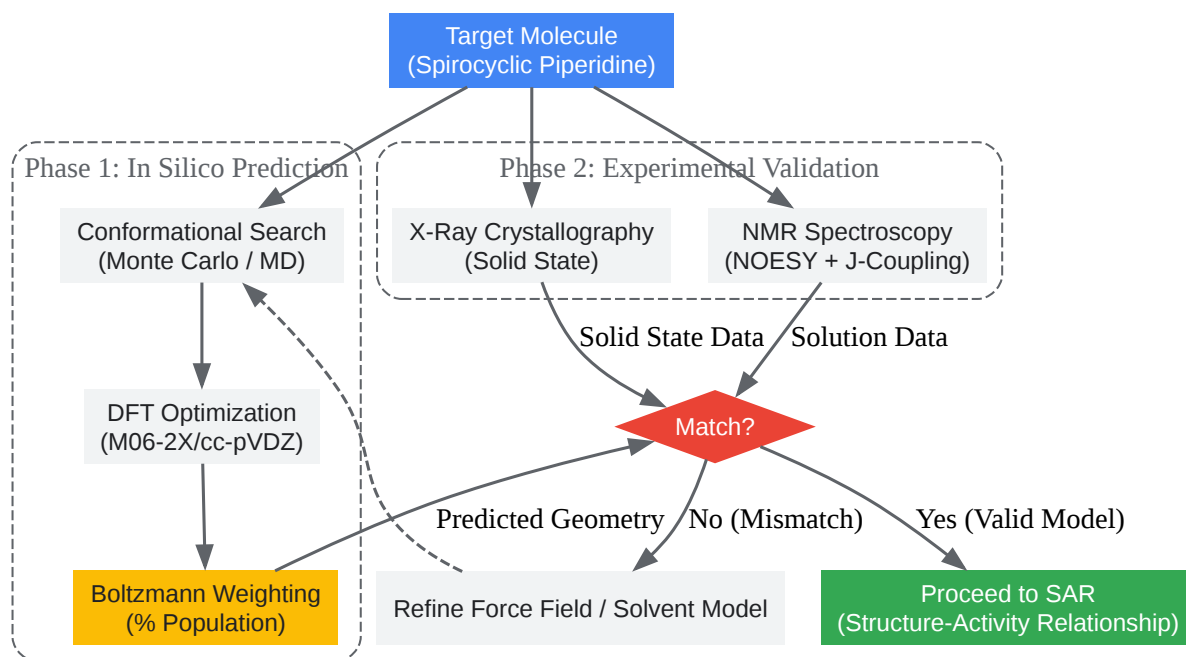 Target Molecule
(Spirocyclic Piperidine)
Phase 1: In Silico Prediction
Phase 2: Experimental Validation
Conformational Search
(Monte Carlo / MD)
X-Ray Crystallography
(Solid State)
NMR Spectroscopy
(NOESY + J-Coupling)
Solid State Data
Solution Data
DFT Optimization
(M06-2X/cc-pVDZ)
Match?
Predicted Geometry
No (Mismatch)
Yes (Valid Model)
Boltzmann Weighting
(% Population)
Refine Force Field / Solvent Model
Proceed to SAR
(Structure-Activity Relationship)